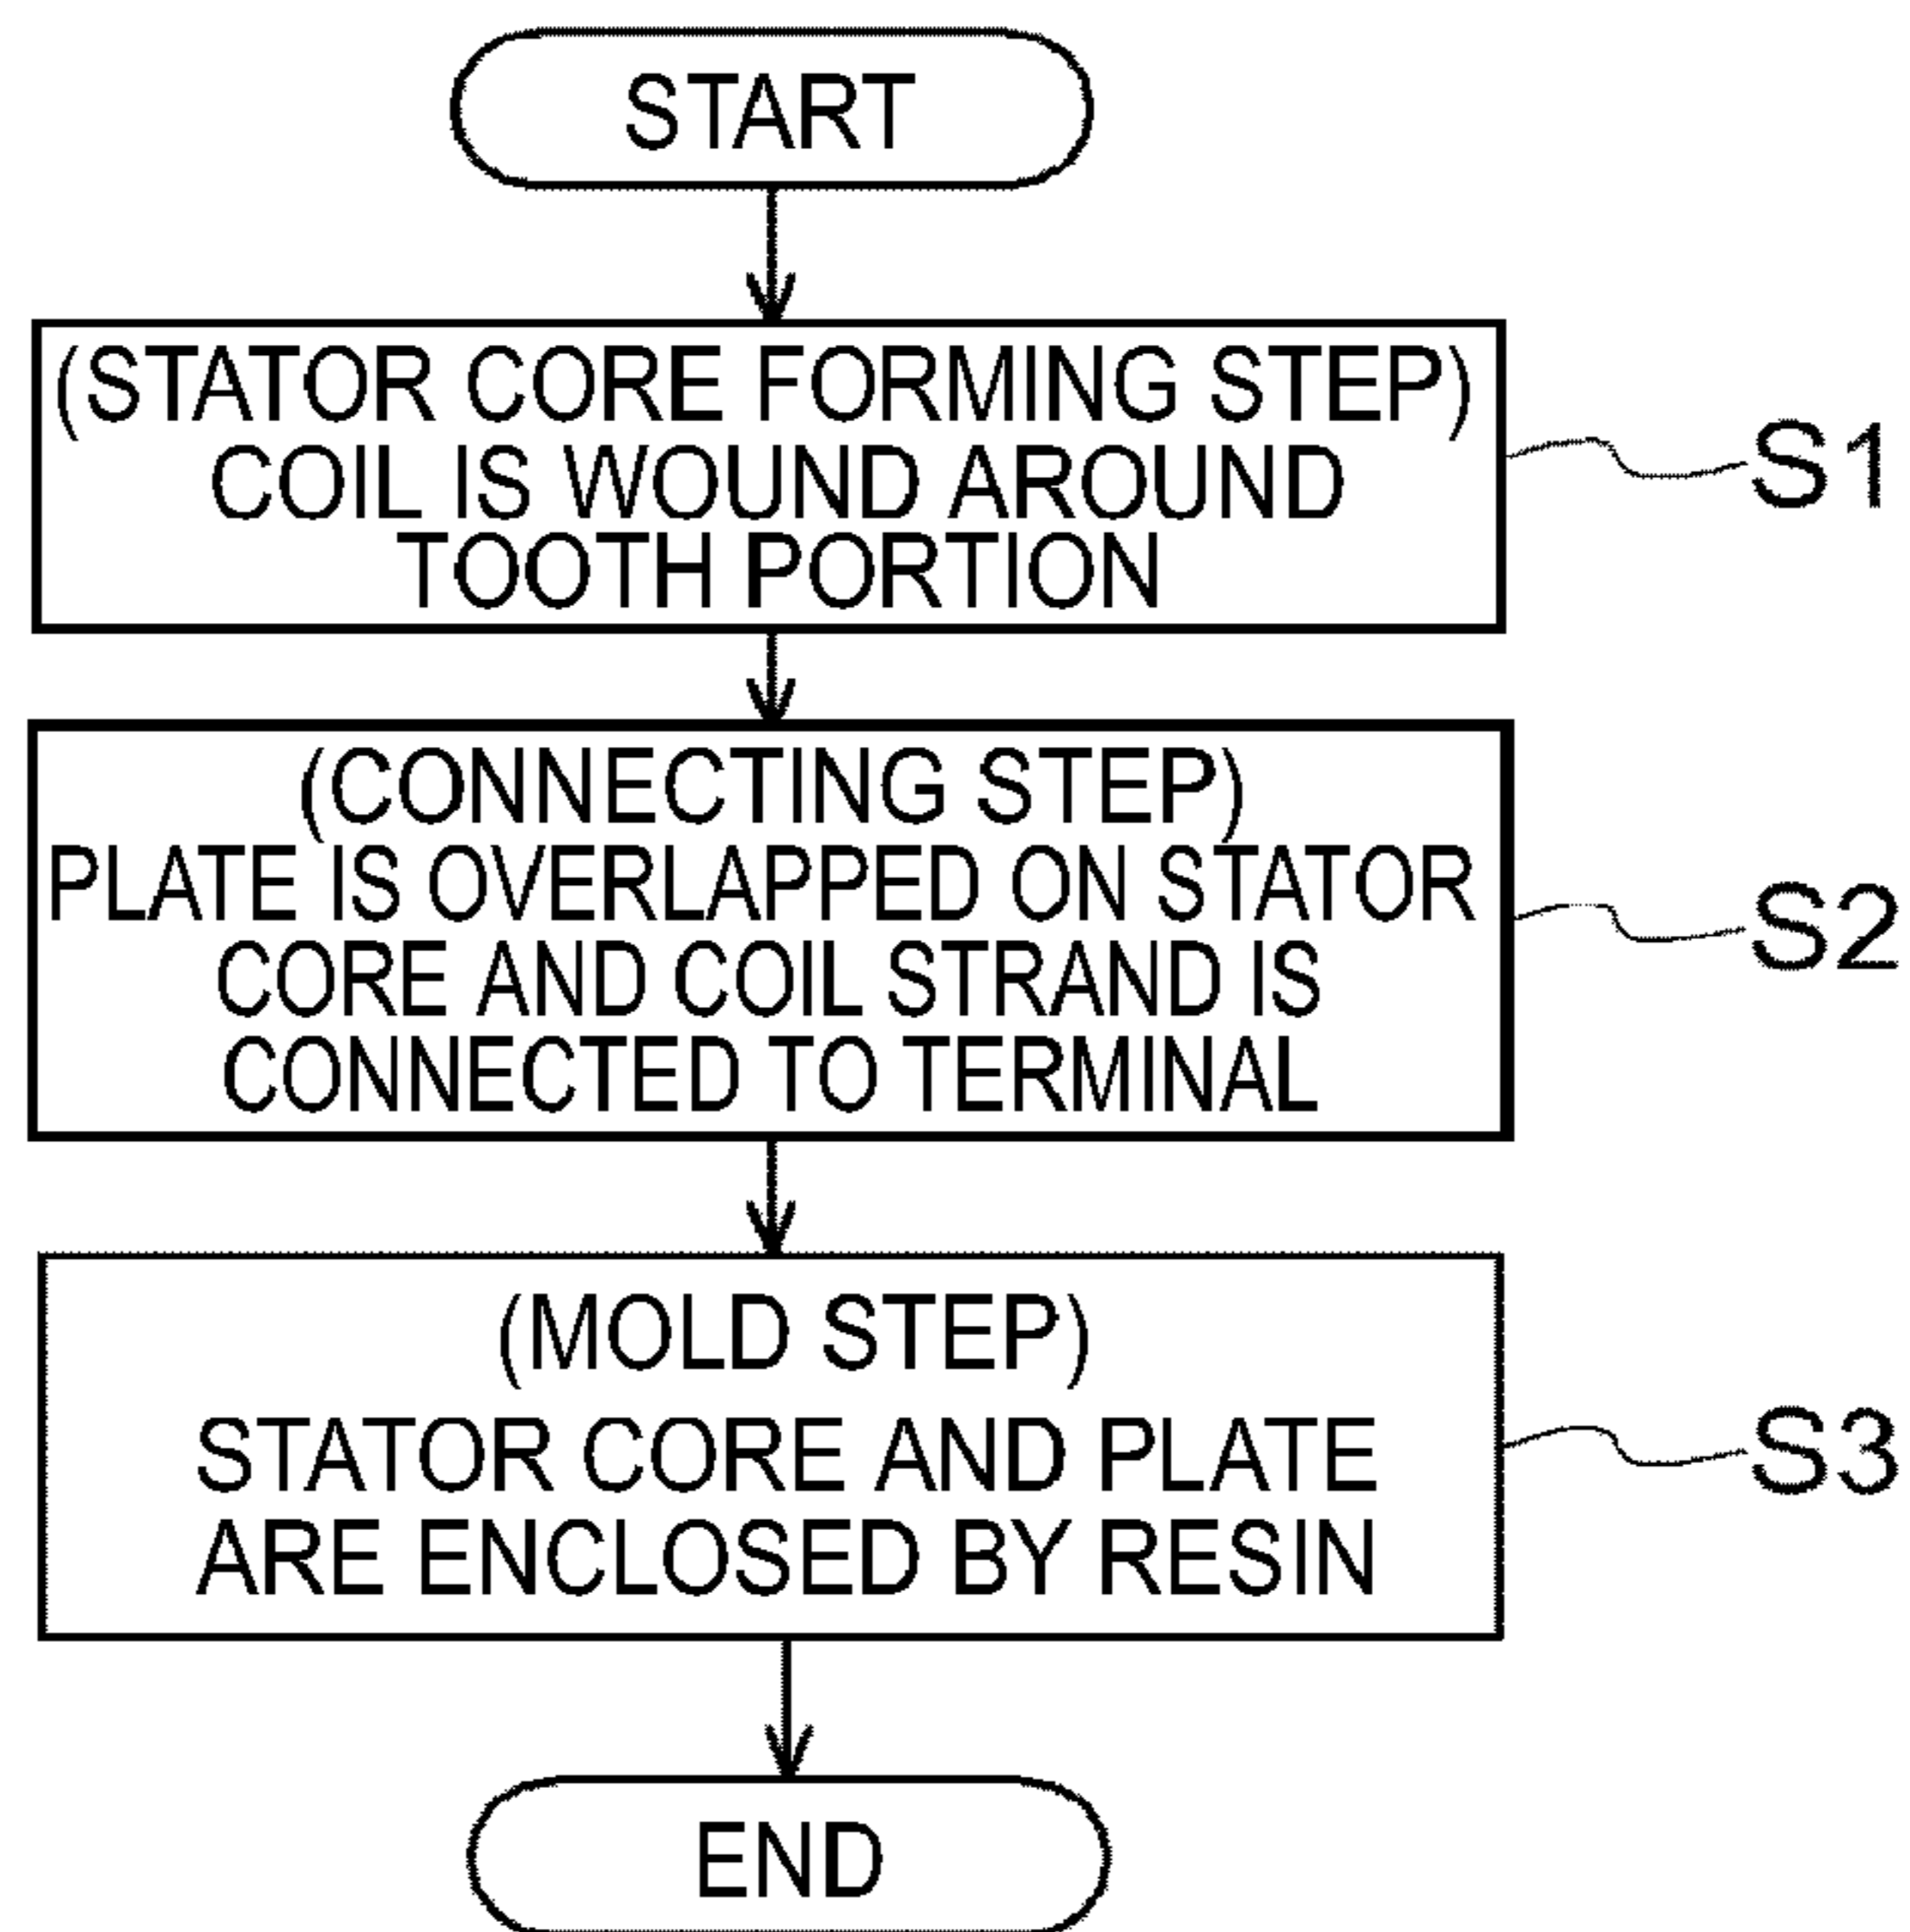 START
(STATOR CORE FORMING STEP)
COIL IS WOUND AROUND
TOOTH PORTION
S1
(CONNECTING STEP)
PLATE IS OVERLAPPED ON STATOR
CORE AND COIL STRAND IS
CONNECTED TO TERMINAL
S2
(MOLD STEP)
STATOR CORE AND PLATE
ARE ENCLOSED BY RESIN
S3
END